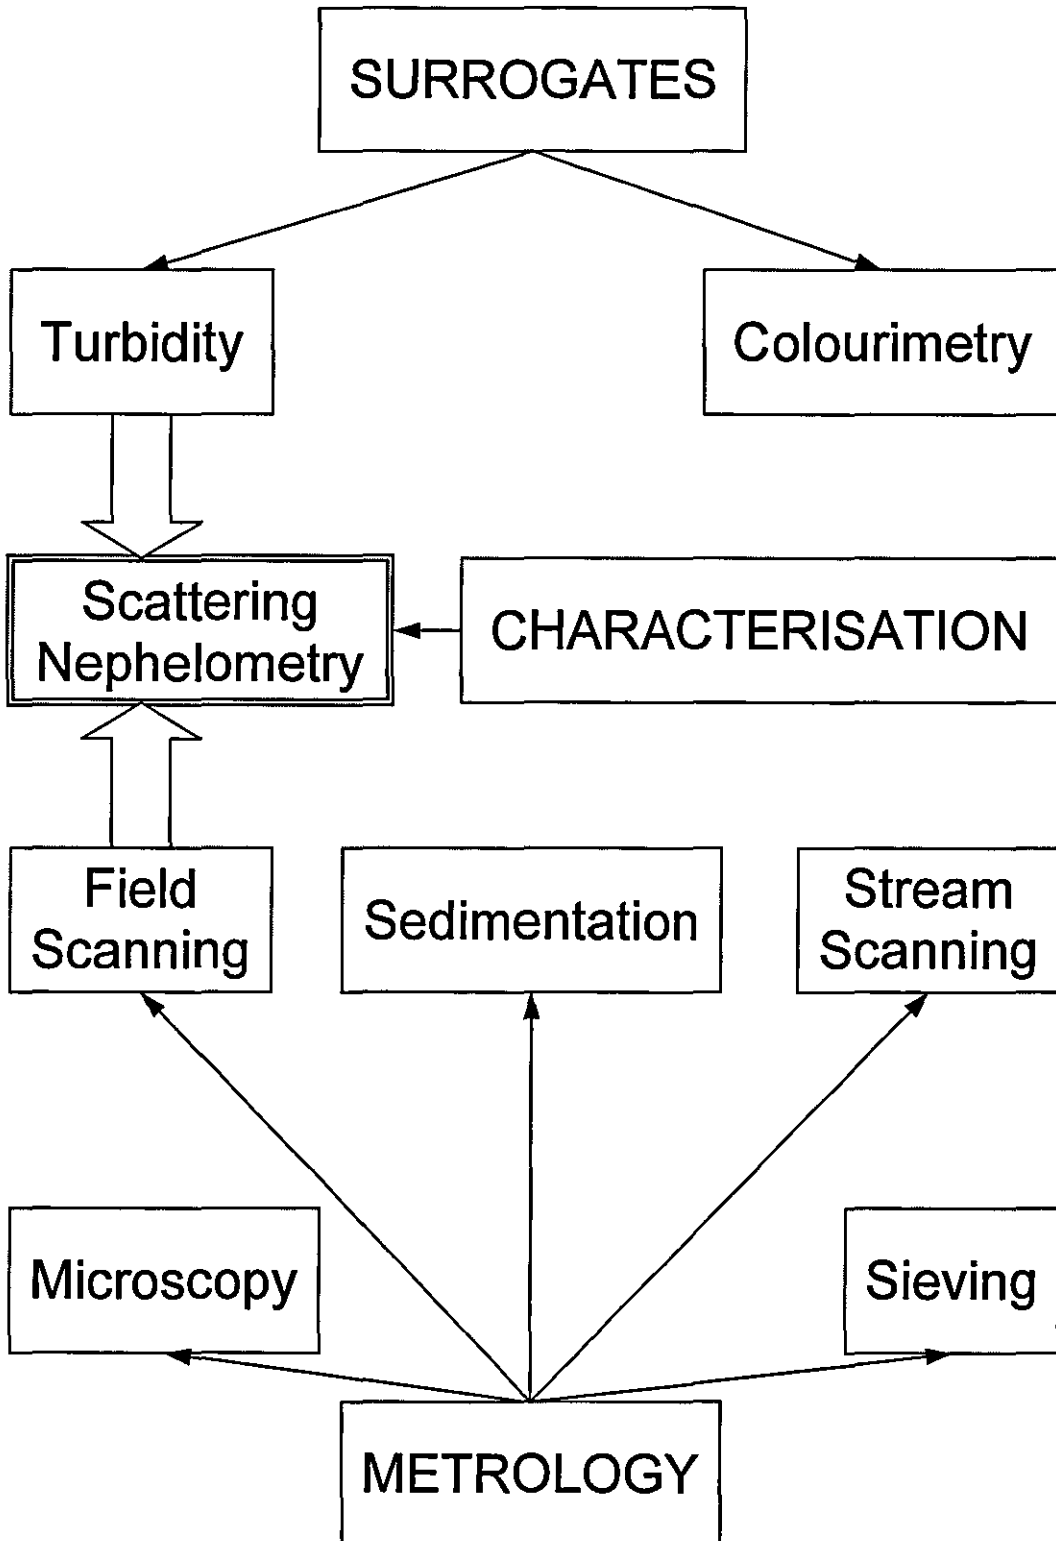 SURROGATES
Turbidity
Colourimetry
Scattering
Nephelometry
CHARACTERISATION
Field
Scanning
Sedimentation
Stream
Scanning
Microscopy
Sieving
METROLOGY